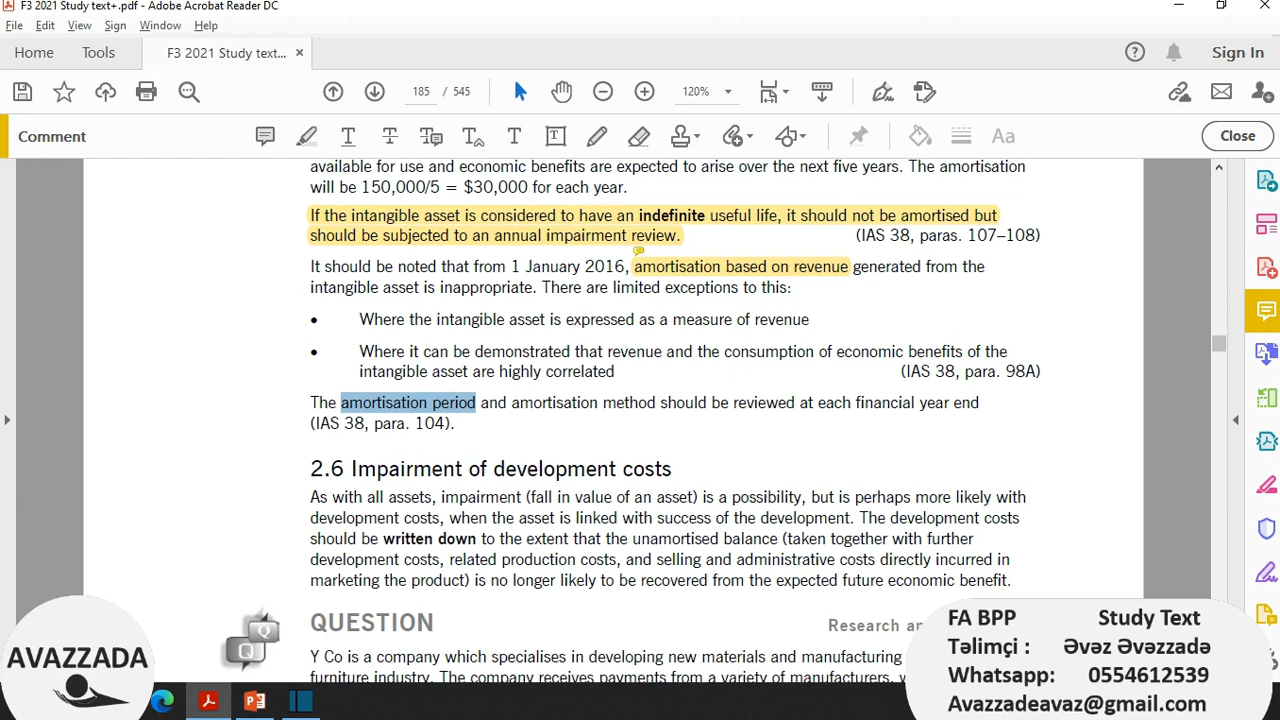 F3 2021 Study text+.pdf - Adobe Acrobat Reader DC
File Edit View Sign Window Help
Home Tools F3 2021 Study text... × Sign In
185 / 545 120%
Comment Aa Close
available for use and economic benefits are expected to arise over the next five years. The amortisation
will be 150,000/5 = $30,000 for each year.
If the intangible asset is considered to have an indefinite useful life, it should not be amortised but
should be subjected to an annual impairment review. (IAS 38, paras. 107–108)
It should be noted that from 1 January 2016, amortisation based on revenue generated from the
intangible asset is inappropriate. There are limited exceptions to this:
• Where the intangible asset is expressed as a measure of revenue
• Where it can be demonstrated that revenue and the consumption of economic benefits of the
intangible asset are highly correlated (IAS 38, para. 98A)
The amortisation period and amortisation method should be reviewed at each financial year end
(IAS 38, para. 104).
2.6 Impairment of development costs
As with all assets, impairment (fall in value of an asset) is a possibility, but is perhaps more likely with
development costs, when the asset is linked with success of the development. The development costs
should be written down to the extent that the unamortised balance (taken together with further
development costs, related production costs, and selling and administrative costs directly incurred in
marketing the product) is no longer likely to be recovered from the expected future economic benefit.
QUESTION Research
Y Co is a company which specialises in developing new materials and manufacturing
furniture industry. The company receives payments from a variety of manufacturers,
AVAZZADA
FA BPP Study Text
Təlimçi : Əvəz Əvəzzadə
Whatsapp: 0554612539
Avazzadeavaz@gmail.com